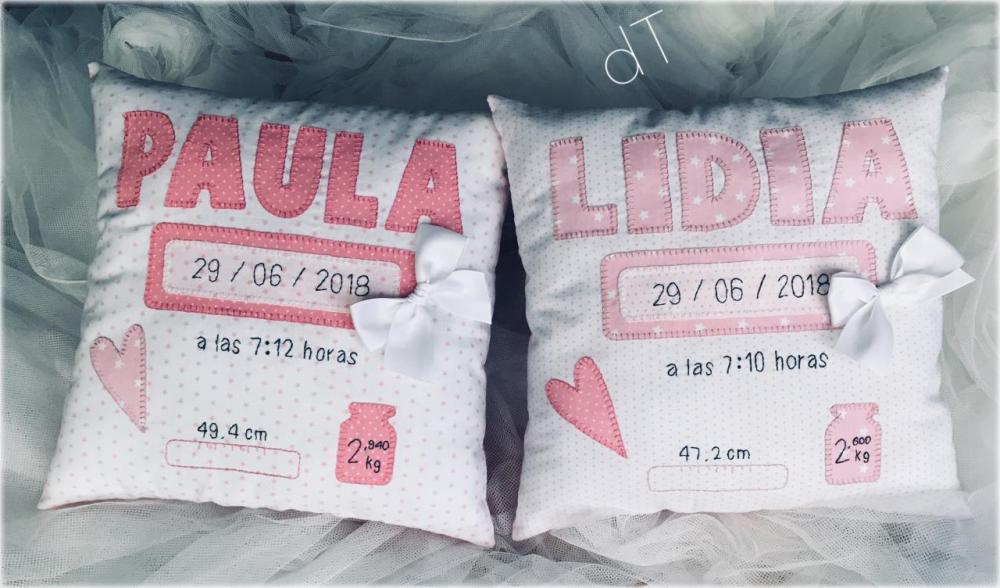 dT
PAULA
29 / 06 / 2018
a las 7:12 horas
49.4 cm
2.940
kg
LIDIA
29 / 06 / 2018
a las 7:10 horas
47.2 cm
2.600
kg